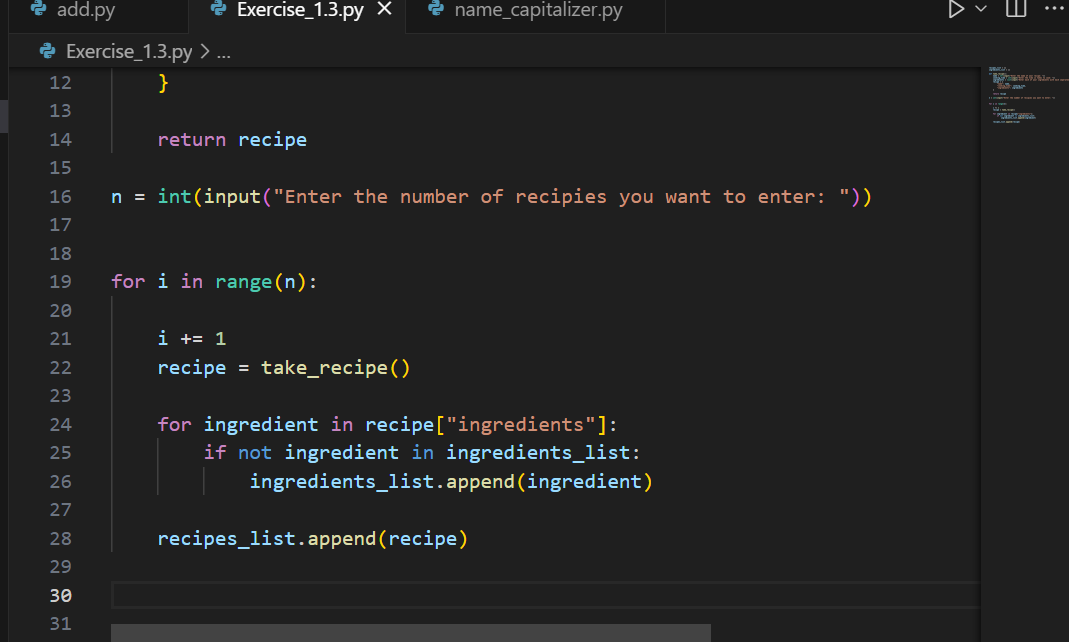 add.py Exercise_1.3.py name_capitalizer.py
Exercise_1.3.py > ...
12 }
13
14 return recipe
15
16 n = int(input("Enter the number of recipies you want to enter: "))
17
18
19 for i in range(n):
20
21 i += 1
22 recipe = take_recipe()
23
24 for ingredient in recipe["ingredients"]:
25 if not ingredient in ingredients_list:
26 ingredients_list.append(ingredient)
27
28 recipes_list.append(recipe)
29
30
31